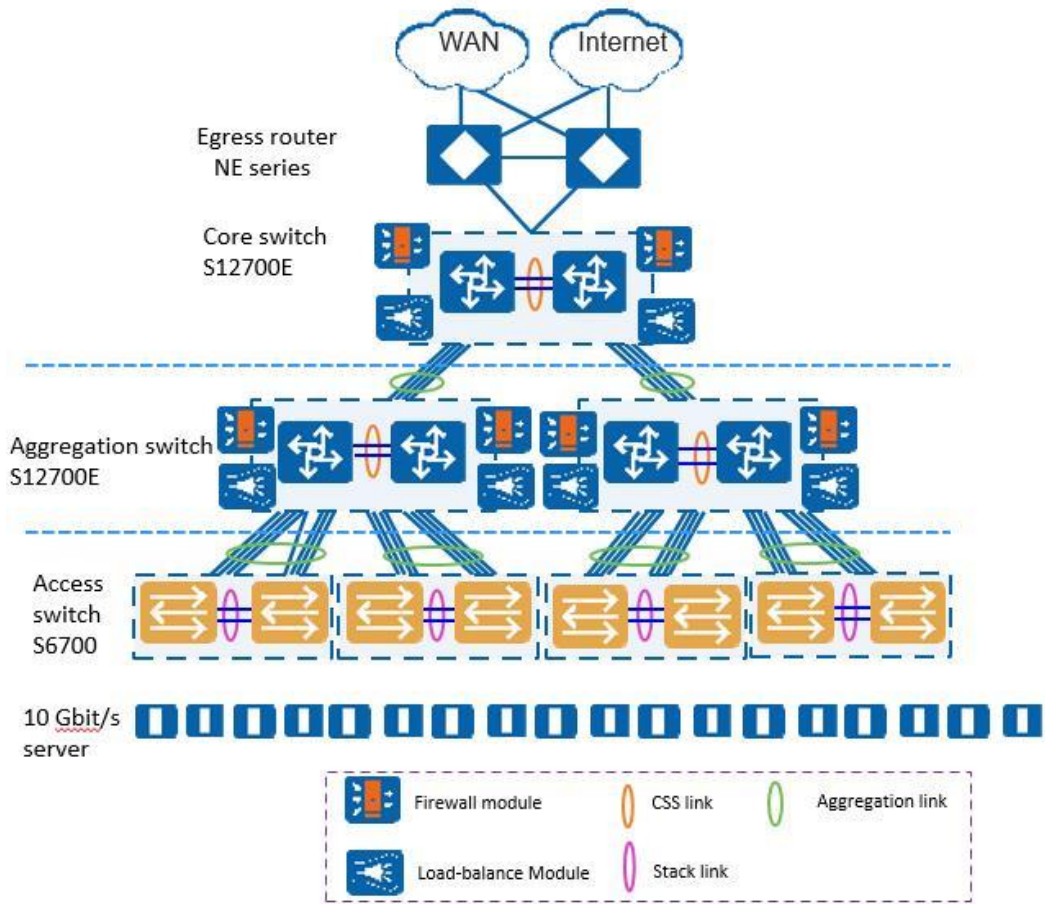 WAN
Internet
Egress router
NE series
Core switch
S12700E
Aggregation switch
S12700E
Access
switch
S6700
10 Gbit/s
server
Firewall module
CSS link
Aggregation link
Load-balance Module
Stack link